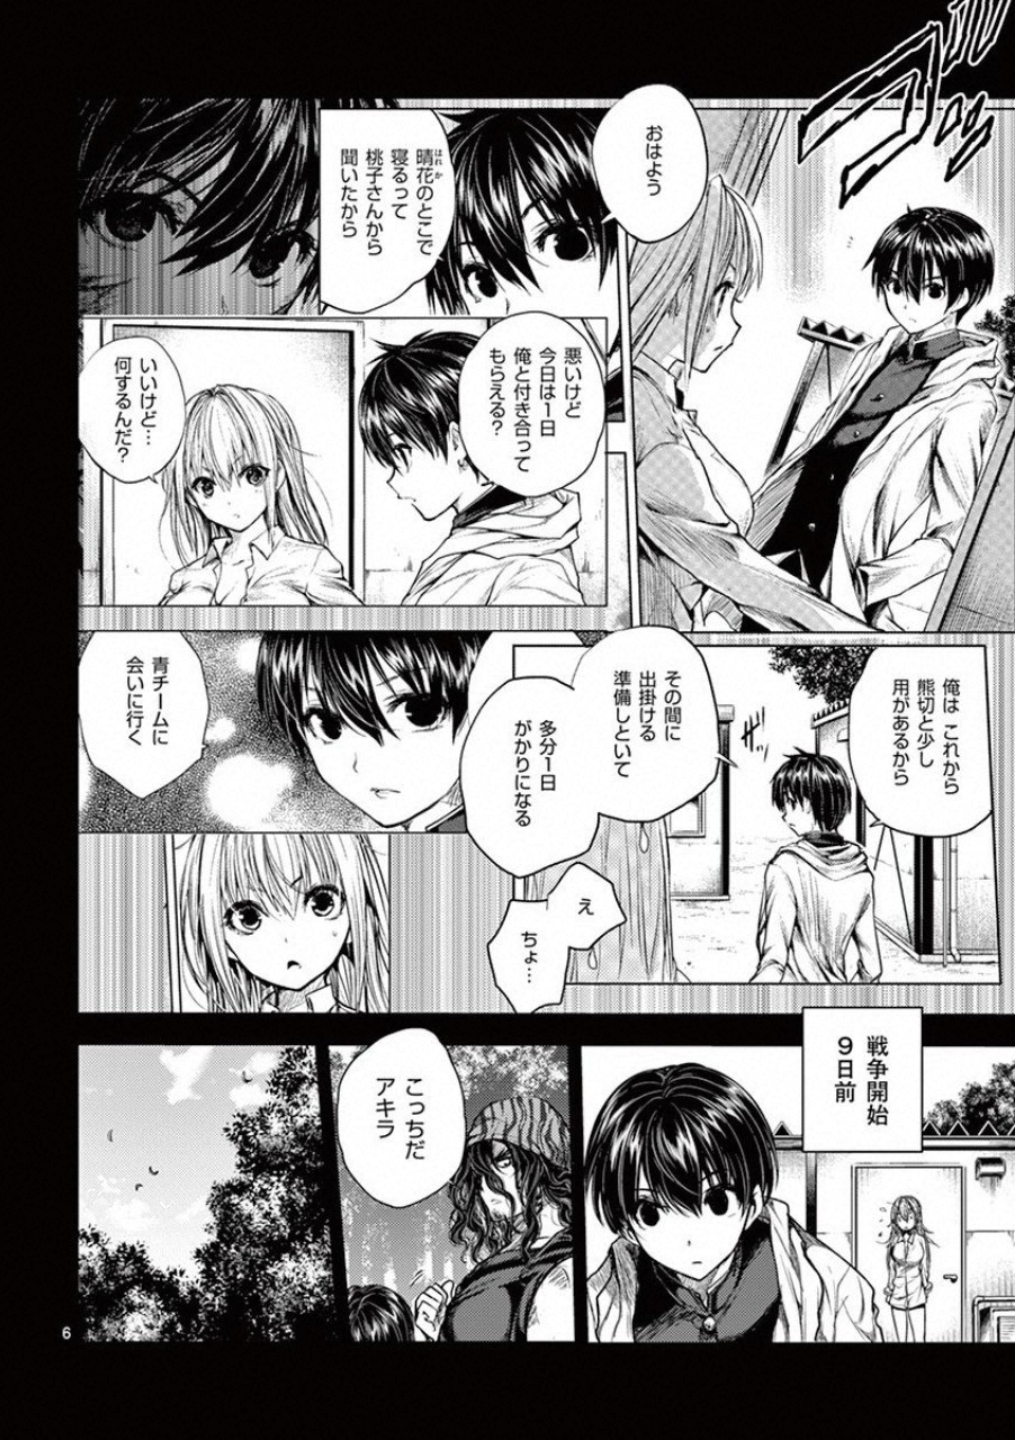 おはよう
晴花のとこで
はれか
寝るって
桃子さんから
聞いたから
悪いけど
今日は1日
俺と付き合って
もらえる?
いいけど…
何するんだ?
俺は これから
熊切と少し
用があるから
その間に
出掛ける
準備しといて
多分1日
がかりになる
青チームに
会いに行く
え
ちょ…
戦争開始
9日前
こっちだ
アキラ
6